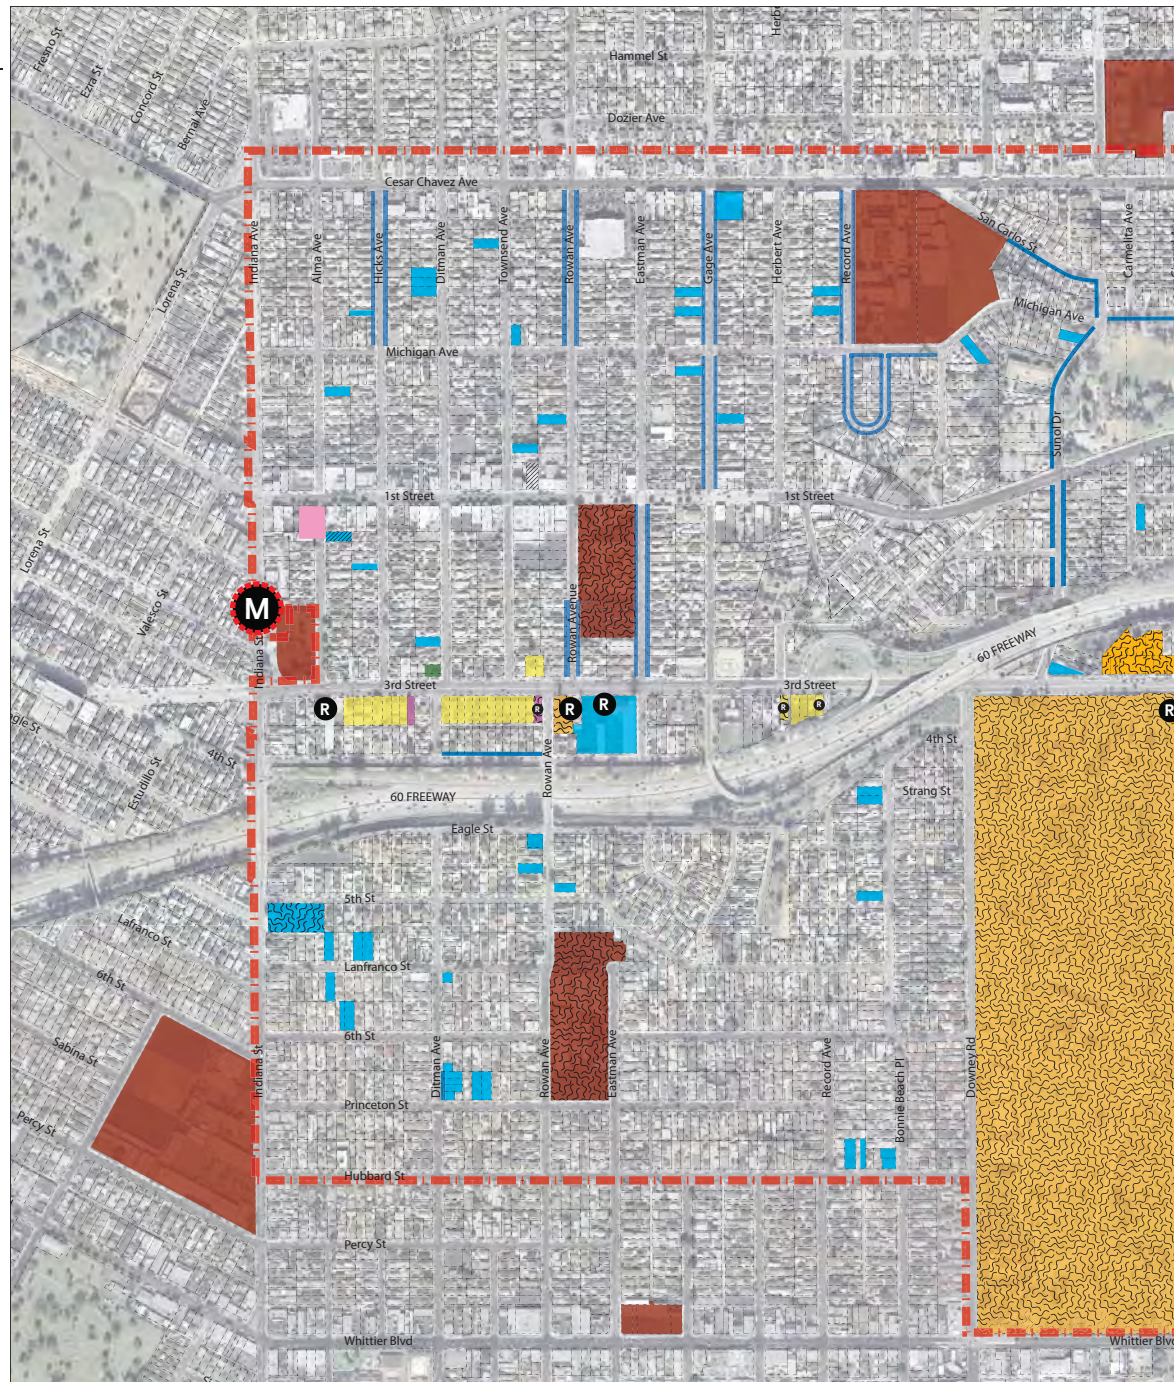 Fresno St
Ezra St
Concord St
Bernal Ave
Hammel St
Dozier Ave
Cesar Chavez Ave
Lorena St
Indiana Ave
Alma Ave
Hicks Ave
Ditman Ave
Townsend Ave
Rowan Ave
Eastman Ave
Gage Ave
Herbert Ave
Record Ave
San Carlos St
Carmelita Ave
Michigan Ave
Michigan Ave
Sunol Dr
1st Street
1st Street
Lorena St
Valesco St
M
Indiana St
Rowan Avenue
60 FREEWAY
3rd Street
3rd Street
R
R
R
R
R
R
R
4th St
4th St
Estudillo St
Rowan Ave
60 FREEWAY
Strang St
Eagle St
5th St
Lafranco St
Lanfranco St
6th St
6th St
Sabina St
Percy St
Indiana St
Ditman Ave
Rowan Ave
Eastman Ave
Record Ave
Bonnie Beach Pl
Downey Rd
Princeton St
Hubbard St
Percy St
Whittier Blvd